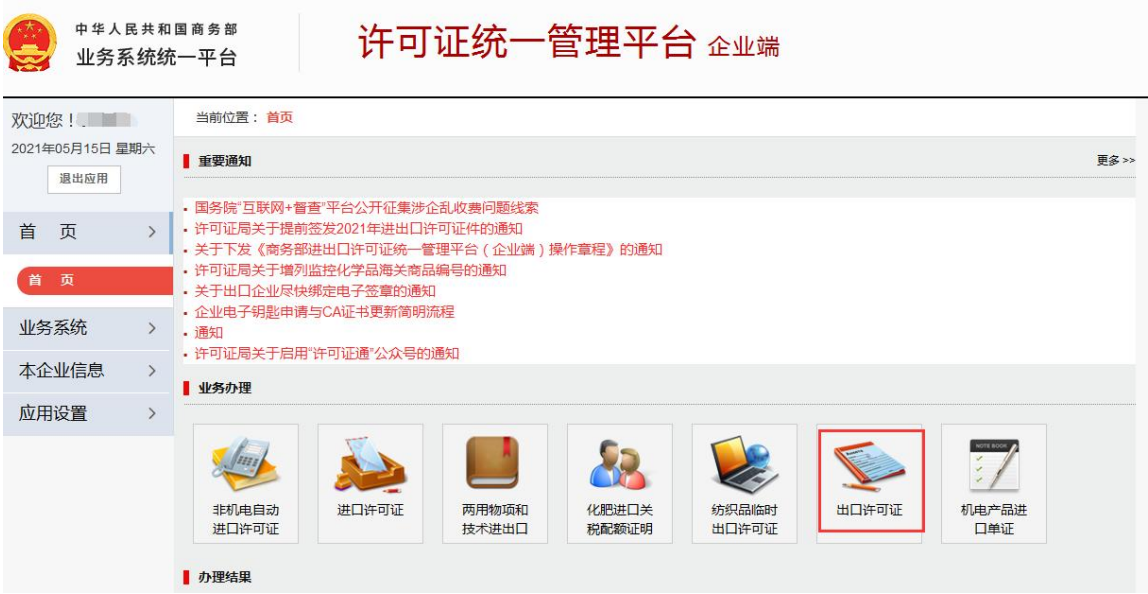 中华人民共和国商务部
业务系统统一平台
许可证统一管理平台 企业端
欢迎您！
2021年05月15日 星期六
退出应用
首 页
首 页
业务系统
本企业信息
应用设置
当前位置： 首页
重要通知
更多 >>
国务院“互联网+督查”平台公开征集涉企乱收费问题线索
许可证局关于提前签发2021年进出口许可证件的通知
关于下发《商务部进出口许可证统一管理平台（企业端）操作章程》的通知
许可证局关于增列监控化学品海关商品编号的通知
关于出口企业尽快绑定电子签章的通知
企业电子钥匙申请与CA证书更新简明流程
通知
许可证局关于启用“许可证通”公众号的通知
业务办理
NOTE BOOK
非机电自动
进口许可证
进口许可证
两用物项和
技术进出口
化肥进口关
税配额证明
纺织品临时
出口许可证
出口许可证
机电产品进
口单证
办理结果